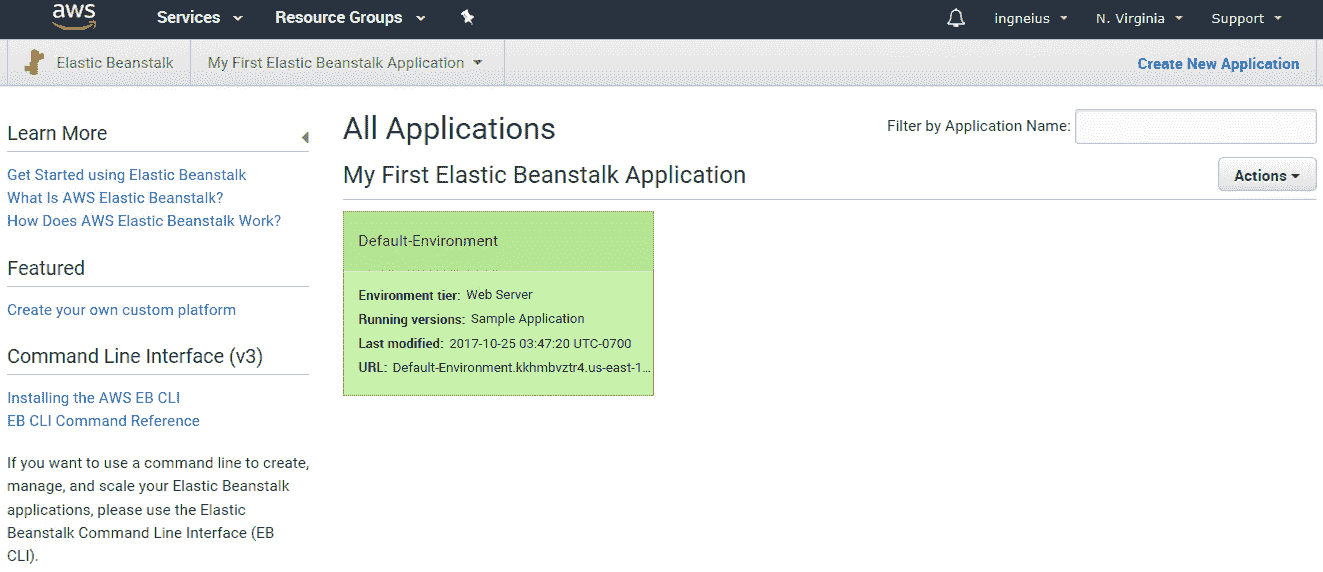 aws
Services
Resource Groups
ingneius
N. Virginia
Support
Elastic Beanstalk
My First Elastic Beanstalk Application
Create New Application
Learn More
Get Started using Elastic Beanstalk
What Is AWS Elastic Beanstalk?
How Does AWS Elastic Beanstalk Work?
Featured
Create your own custom platform
Command Line Interface (v3)
Installing the AWS EB CLI
EB CLI Command Reference
If you want to use a command line to create,
manage, and scale your Elastic Beanstalk
applications, please use the Elastic
Beanstalk Command Line Interface (EB
CLI).
All Applications
Filter by Application Name:
My First Elastic Beanstalk Application
Actions
Default-Environment
Environment tier: Web Server
Running versions: Sample Application
Last modified: 2017-10-25 03:47:20 UTC-0700
URL: Default-Environment.kkhmbvztr4.us-east-1...